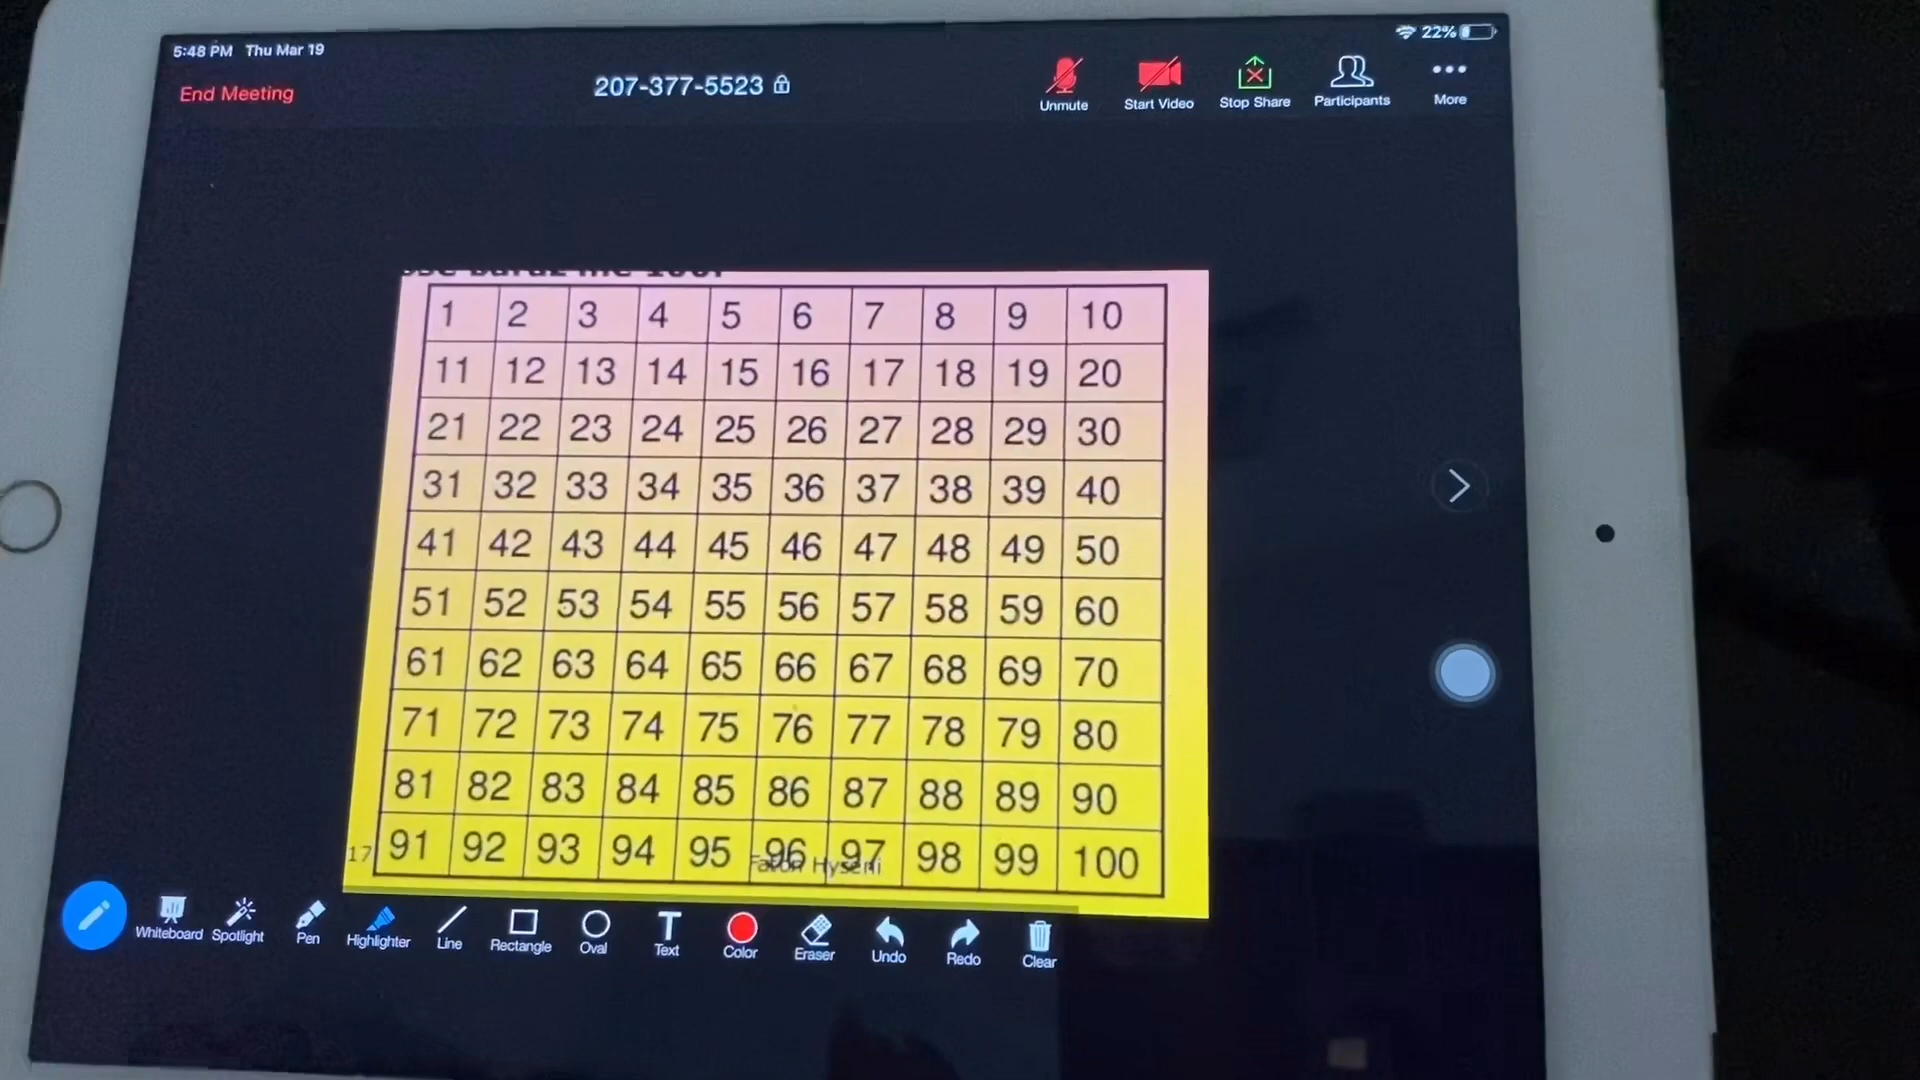 5:48 PM Thu Mar 19
22%
End Meeting
207-377-5523
Unmute
Start Video
Stop Share
Participants
More
me 100.
1 2 3 4 5 6 7 8 9 10
11 12 13 14 15 16 17 18 19 20
21 22 23 24 25 26 27 28 29 30
31 32 33 34 35 36 37 38 39 40
41 42 43 44 45 46 47 48 49 50
51 52 53 54 55 56 57 58 59 60
61 62 63 64 65 66 67 68 69 70
71 72 73 74 75 76 77 78 79 80
81 82 83 84 85 86 87 88 89 90
91 92 93 94 95 96 97 98 99 100
17
Faton Hyseni
Whiteboard
Spotlight
Pen
Highlighter
Line
Rectangle
Oval
Text
Color
Eraser
Undo
Redo
Clear